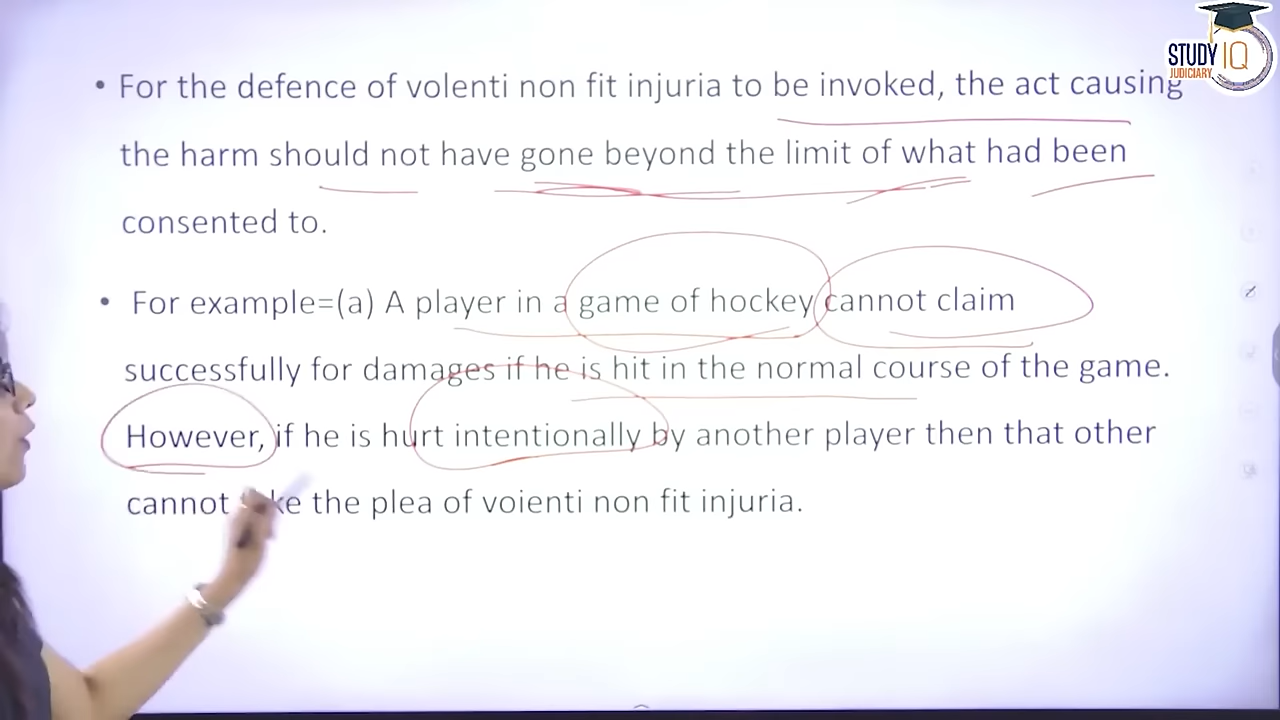 STUDY IQ
JUDICIARY
• For the defence of volenti non fit injuria to be invoked, the act causing
the harm should not have gone beyond the limit of what had been
consented to.
• For example=(a) A player in a game of hockey cannot claim
successfully for damages if he is hit in the normal course of the game.
However, if he is hurt intentionally by another player then that other
cannot take the plea of voienti non fit injuria.